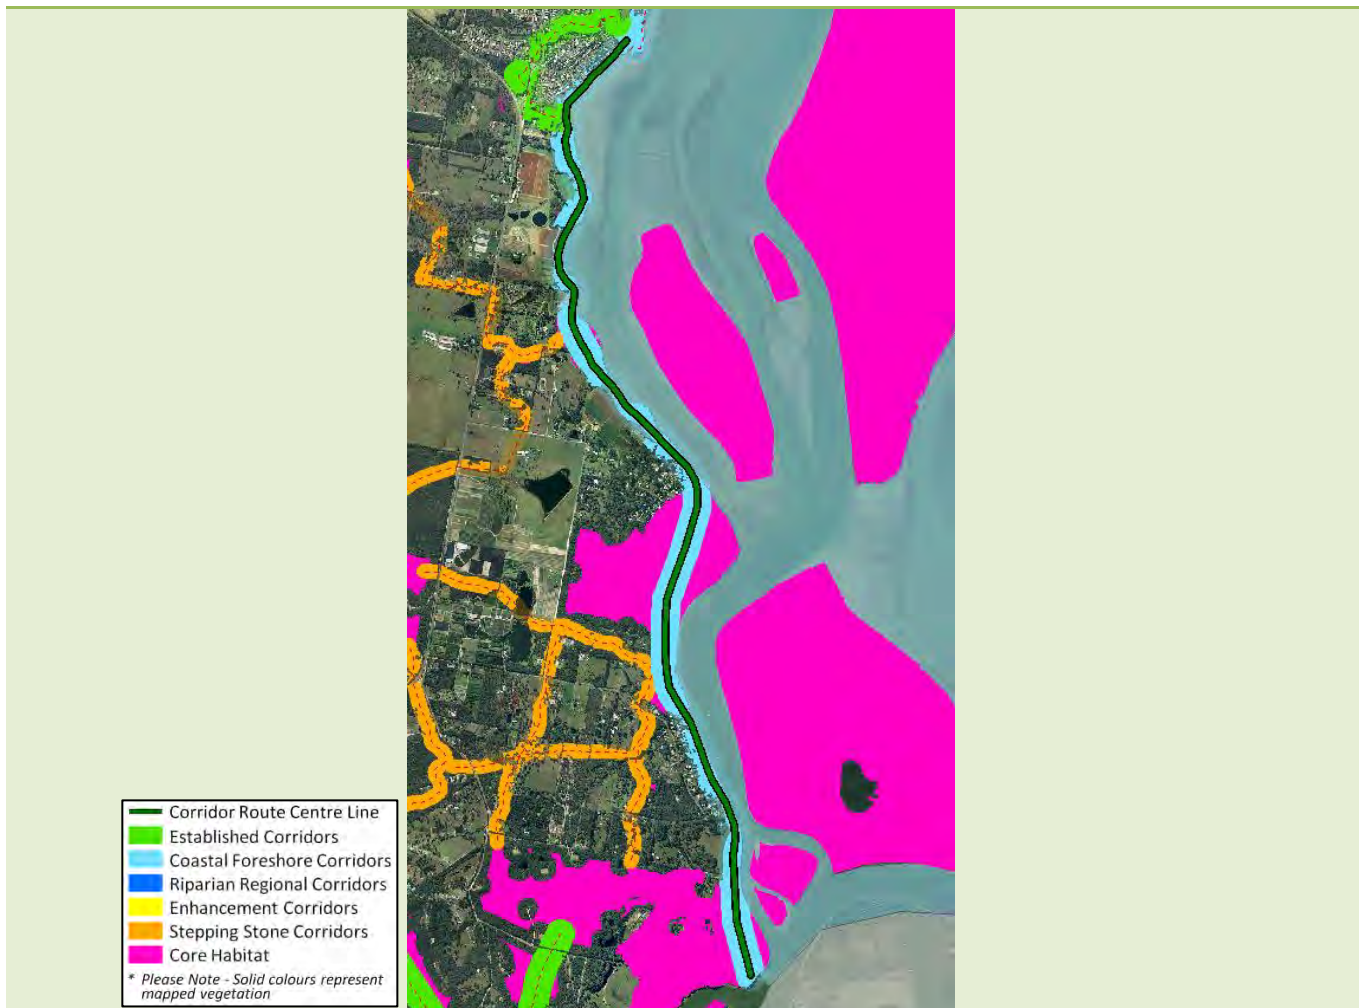 Corridor Route Centre Line
Established Corridors
Coastal Foreshore Corridors
Riparian Regional Corridors
Enhancement Corridors
Stepping Stone Corridors
Core Habitat
* Please Note - Solid colours represent
mapped vegetation